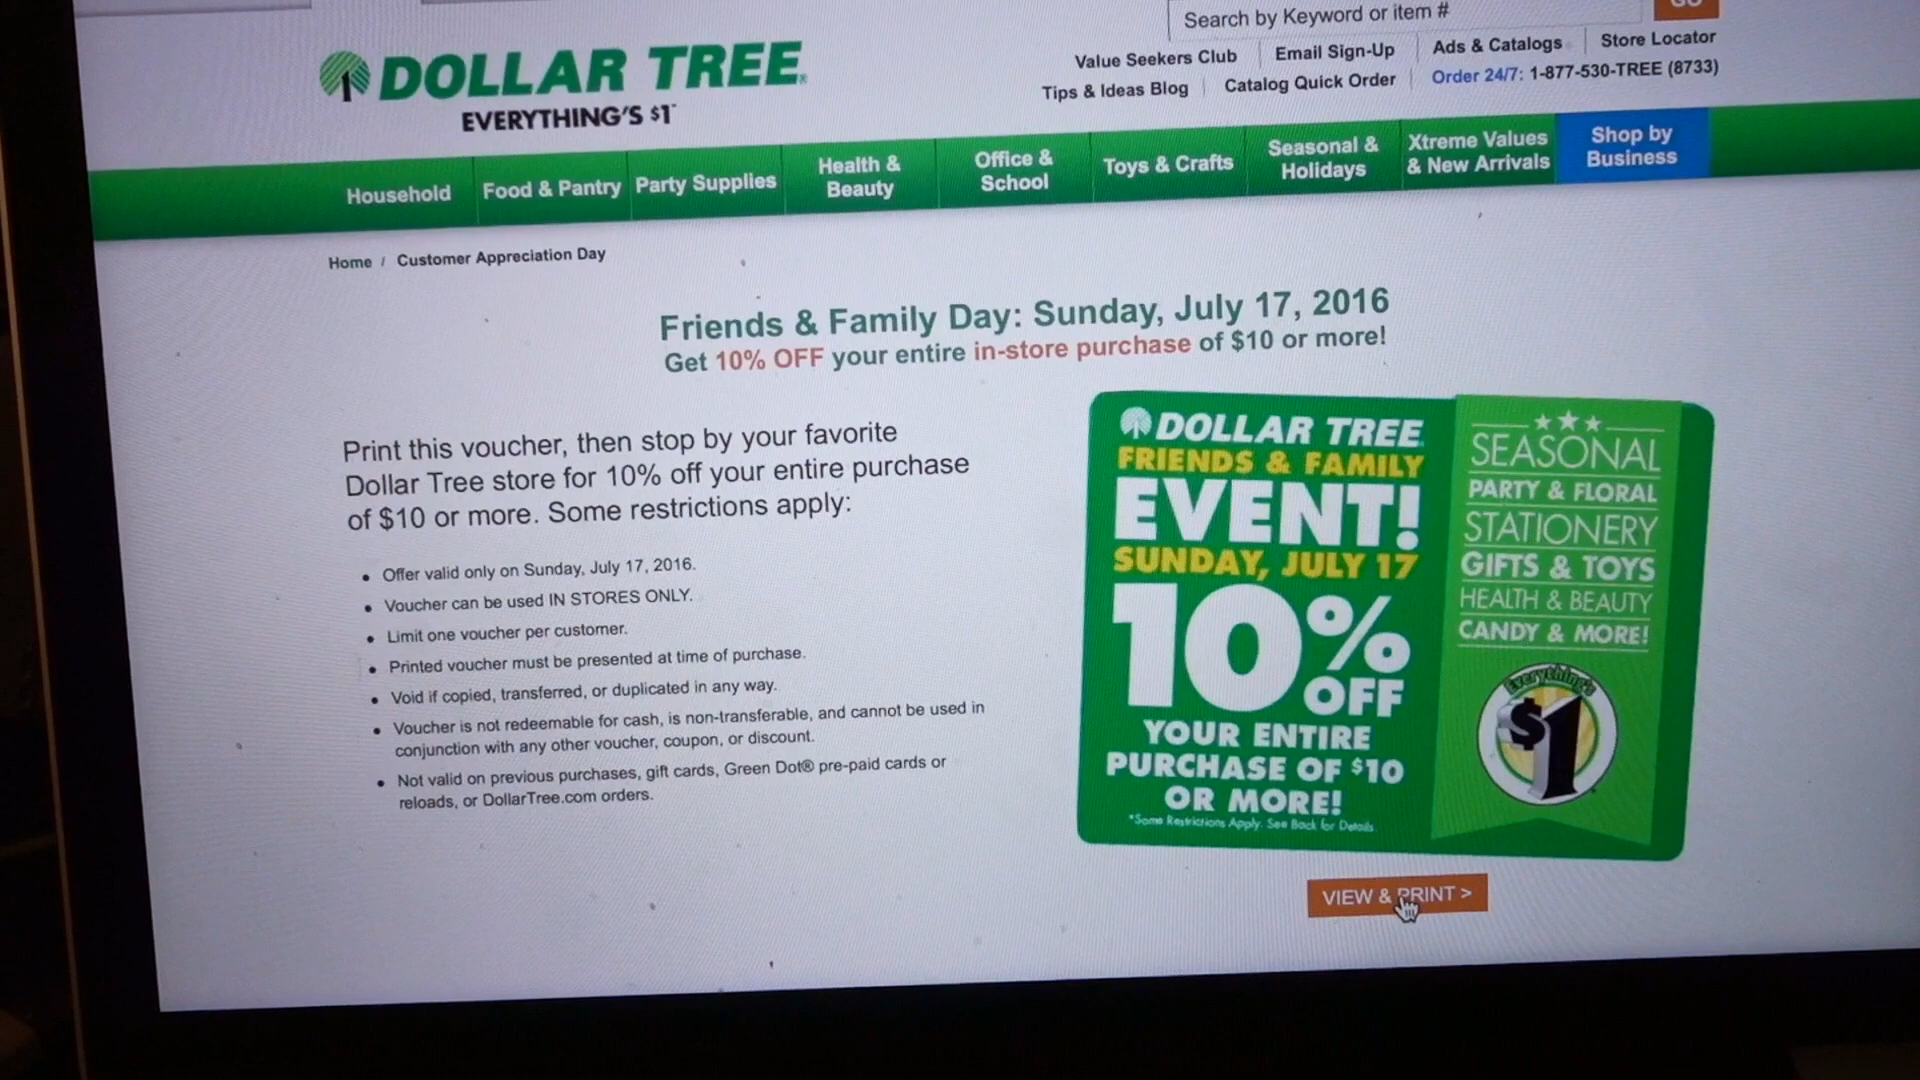 Search by Keyword or item #
GO
DOLLAR TREE
EVERYTHING'S $1
Value Seekers Club
Email Sign-Up
Ads & Catalogs
Store Locator
Tips & Ideas Blog
Catalog Quick Order
Order 24/7: 1-877-530-TREE (8733)
Household
Food & Pantry
Party Supplies
Health & Beauty
Office & School
Toys & Crafts
Seasonal & Holidays
Xtreme Values & New Arrivals
Shop by Business
Home / Customer Appreciation Day
Friends & Family Day: Sunday, July 17, 2016
Get 10% OFF your entire in-store purchase of $10 or more!
Print this voucher, then stop by your favorite
Dollar Tree store for 10% off your entire purchase
of $10 or more. Some restrictions apply:
• Offer valid only on Sunday, July 17, 2016.
• Voucher can be used IN STORES ONLY.
• Limit one voucher per customer.
• Printed voucher must be presented at time of purchase.
• Void if copied, transferred, or duplicated in any way.
• Voucher is not redeemable for cash, is non-transferable, and cannot be used in
conjunction with any other voucher, coupon, or discount.
• Not valid on previous purchases, gift cards, Green Dot® pre-paid cards or
reloads, or DollarTree.com orders.
DOLLAR TREE
FRIENDS & FAMILY
EVENT!
SUNDAY, JULY 17
10% OFF
YOUR ENTIRE
PURCHASE OF $10
OR MORE!
*Some Restrictions Apply. See Back for Details.
SEASONAL
PARTY & FLORAL
STATIONERY
GIFTS & TOYS
HEALTH & BEAUTY
CANDY & MORE!
Everything's
$1
VIEW & PRINT >